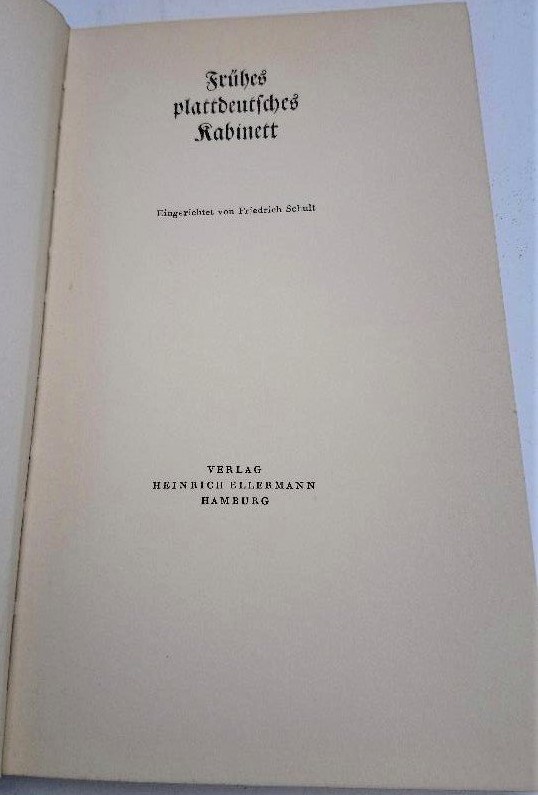 Frühes
plattdeutsches
Kabinett
Eingerichtet von Friedrich Schult
VERLAG
HEINRICH ELLERMANN
HAMBURG